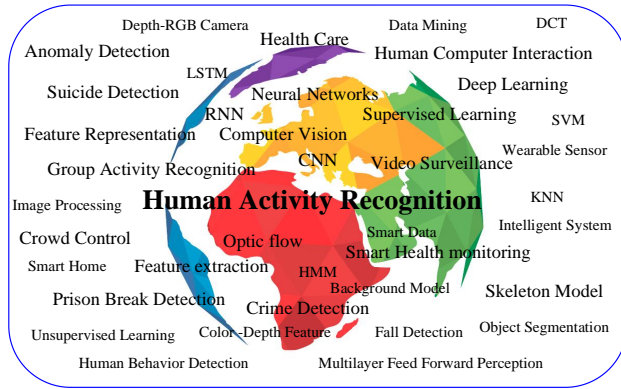 Depth-RGB Camera
Data Mining
DCT
Health Care
Anomaly Detection
Human Computer Interaction
LSTM
Suicide Detection
Neural Networks
Deep Learning
RNN
Supervised Learning
SVM
Feature Representation
Computer Vision
Wearable Sensor
Group Activity Recognition
CNN
Video Surveillance
Human Activity Recognition
KNN
Image Processing
Intelligent System
Crowd Control
Optic flow
Smart Data
Smart Health monitoring
Smart Home
Feature extraction
HMM
Background Model
Skeleton Model
Prison Break Detection
Crime Detection
Unsupervised Learning
Color -Depth Feature
Fall Detection
Object Segmentation
Human Behavior Detection
Multilayer Feed Forward Perception